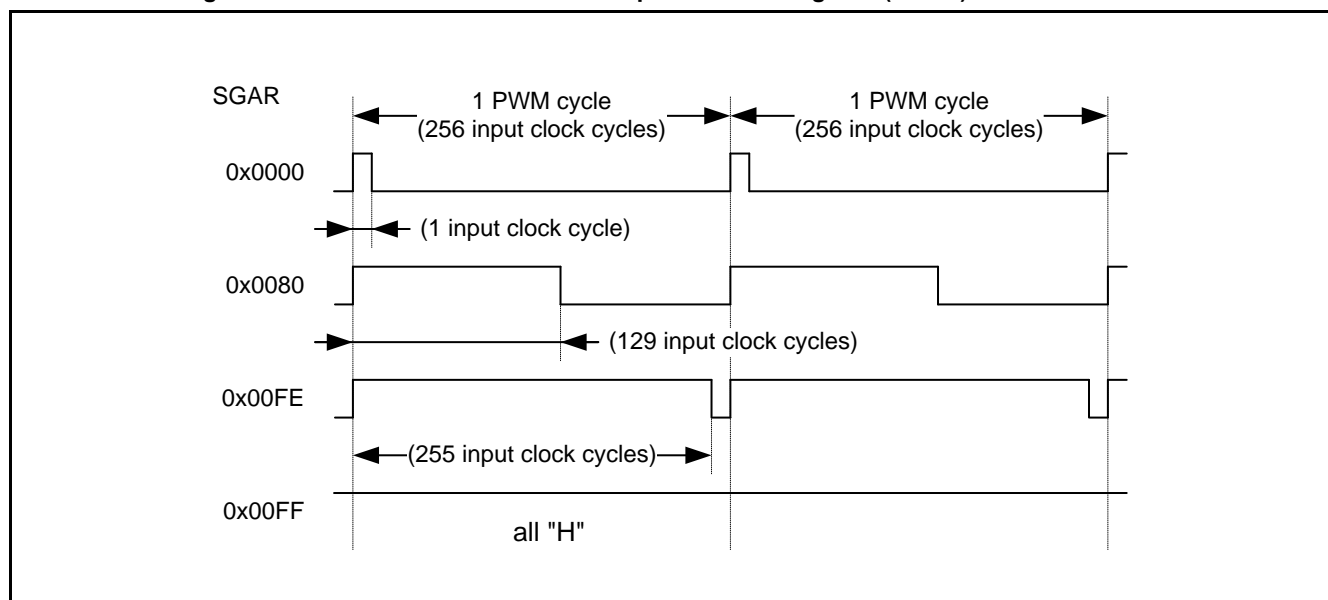 SGAR
1 PWM cycle
(256 input clock cycles)
1 PWM cycle
(256 input clock cycles)
0x0000
(1 input clock cycle)
0x0080
(129 input clock cycles)
0x00FE
(255 input clock cycles)
0x00FF
all "H"